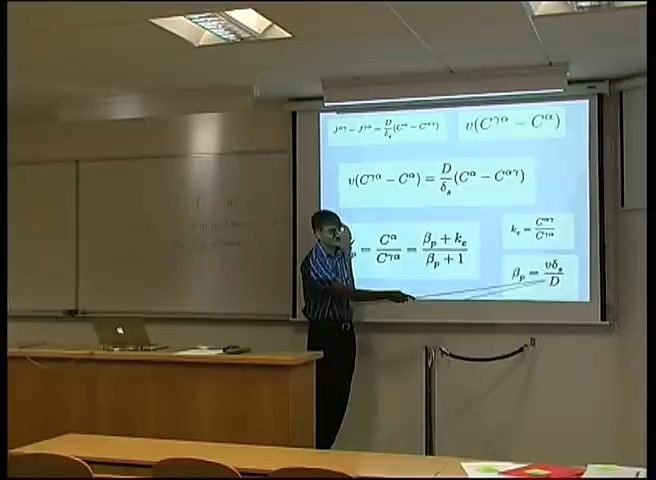 J^{αγ} − J^{γα} = D/δ_s (C^α − C^{αγ})
υ(C^{γα} − C^α)
υ(C^{γα} − C^α) = D/δ_s (C^α − C^{αγ})
p = C^α/C^{γα} = (β_p + k_e)/(β_p + 1)
k_e = C^{αγ}/C^{γα}
β_p = υδ_s/D